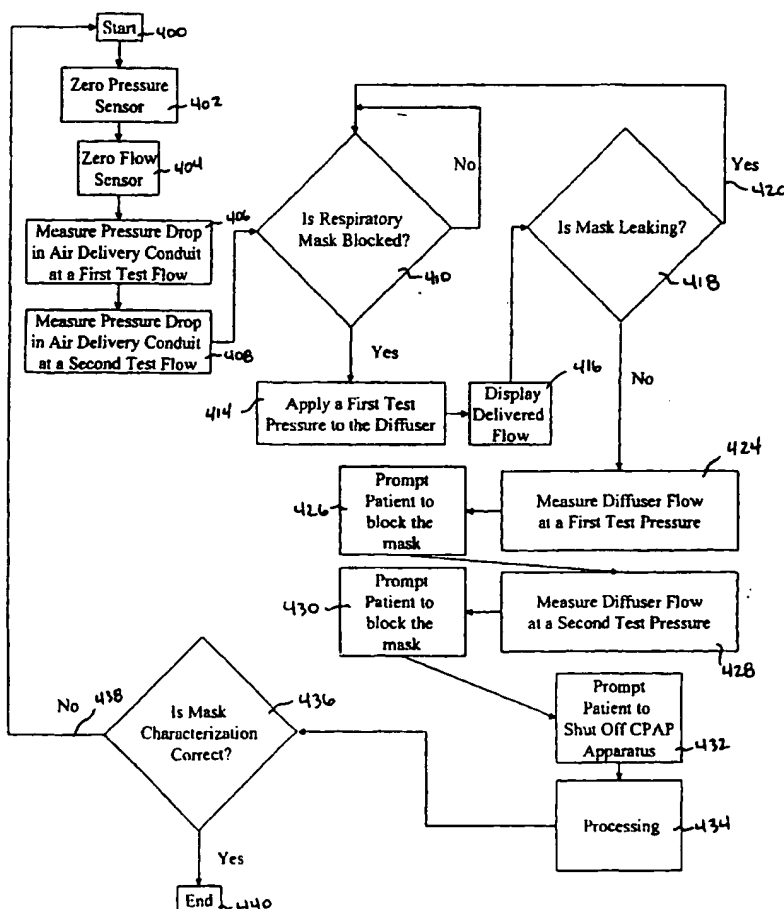 Start
400
Zero Pressure
Sensor
402
Zero Flow
Sensor
404
406
Measure Pressure Drop
in Air Delivery Conduit
at a First Test Flow
Measure Pressure Drop
in Air Delivery Conduit
at a Second Test Flow
408
Is Respiratory
Mask Blocked?
410
No
Yes
414
Apply a First Test
Pressure to the Diffuser
416
Display
Delivered
Flow
Is Mask Leaking?
418
Yes
420
No
424
Measure Diffuser Flow
at a First Test Pressure
426
Prompt
Patient to
block the
mask
Measure Diffuser Flow
at a Second Test Pressure
428
430
Prompt
Patient to
block the
mask
Prompt
Patient to
Shut Off CPAP
Apparatus
432
Processing
434
Is Mask
Characterization
Correct?
436
No
438
Yes
End
440